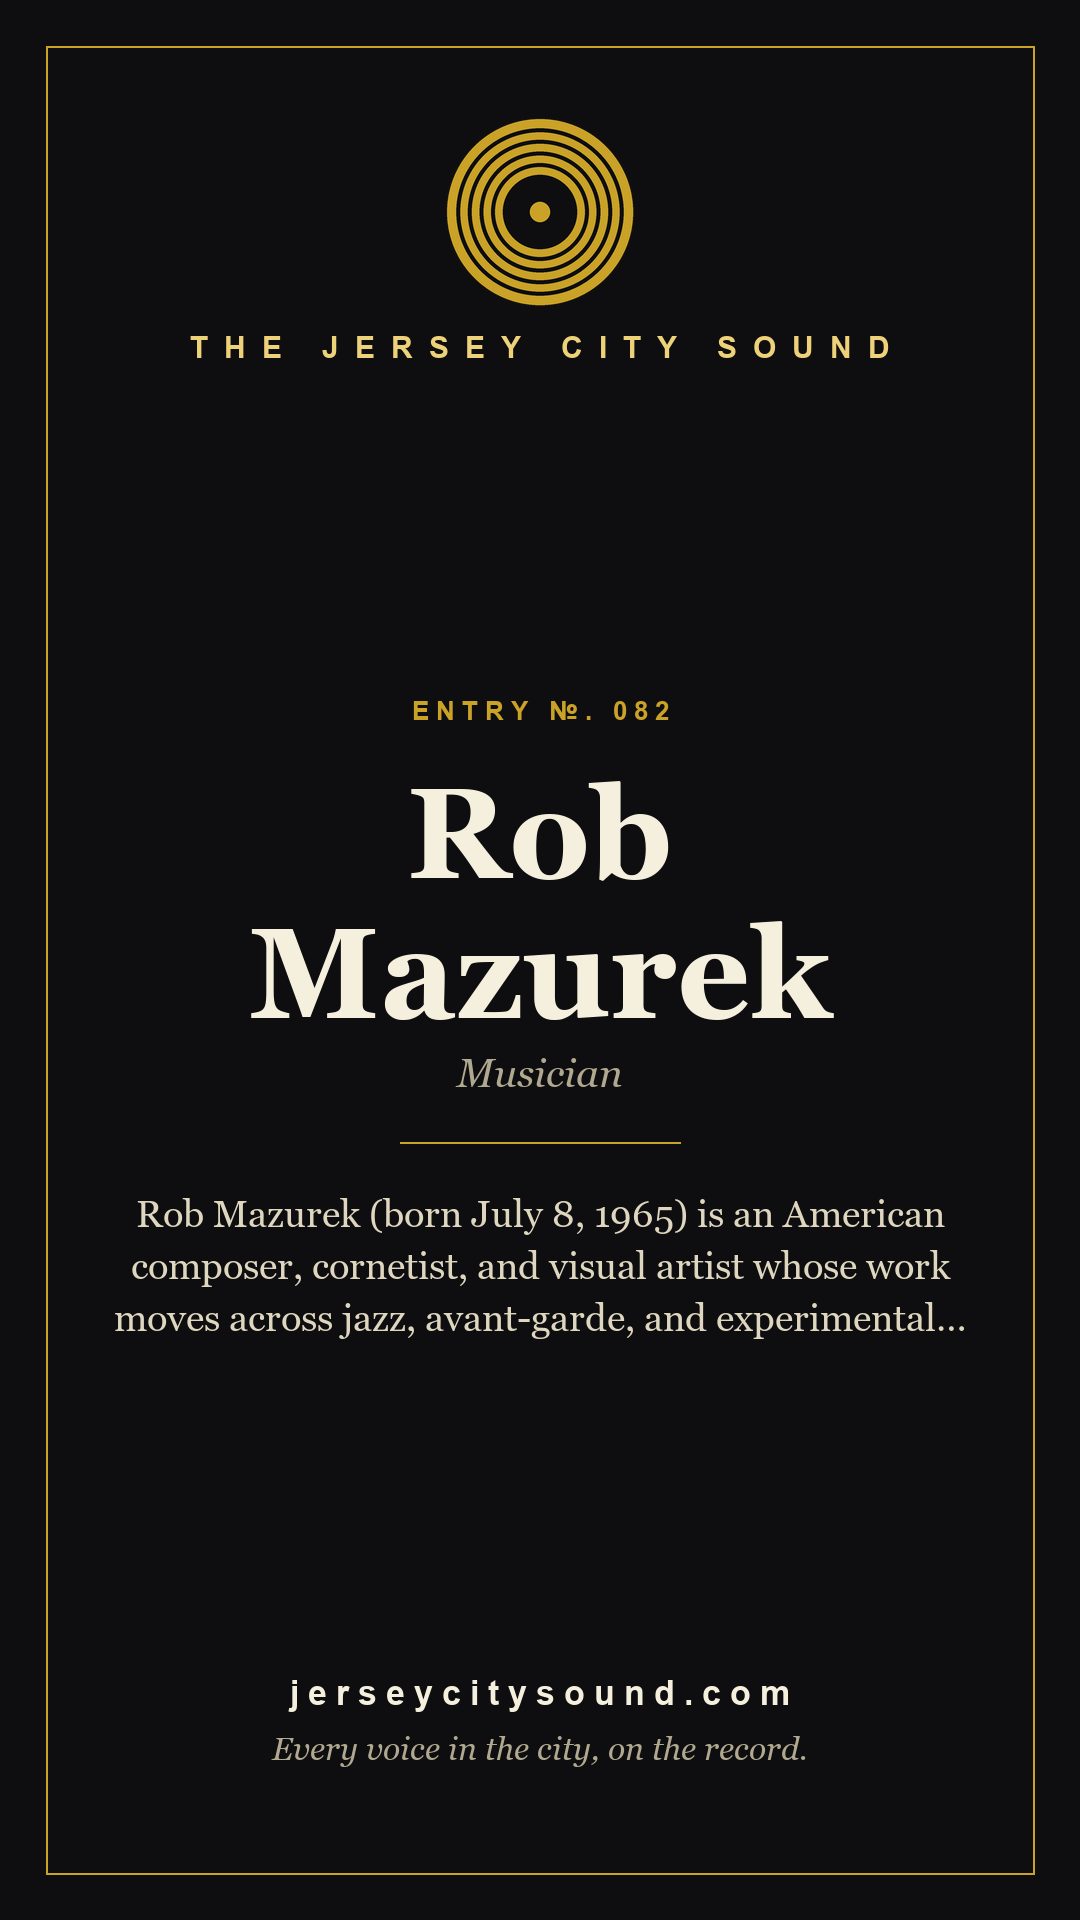 THE JERSEY CITY SOUND
ENTRY №. 082
Rob
Mazurek
Musician
Rob Mazurek (born July 8, 1965) is an American
composer, cornetist, and visual artist whose work
moves across jazz, avant-garde, and experimental...
jerseycitysound.com
Every voice in the city, on the record.